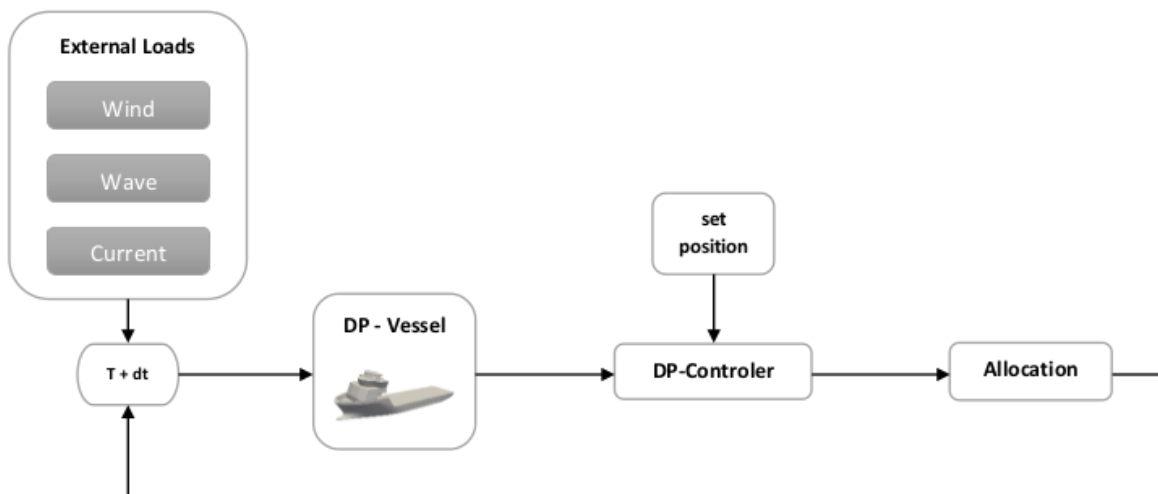 External Loads
Wind
Wave
Current
T + dt
DP - Vessel
set
position
DP-Controler
Allocation